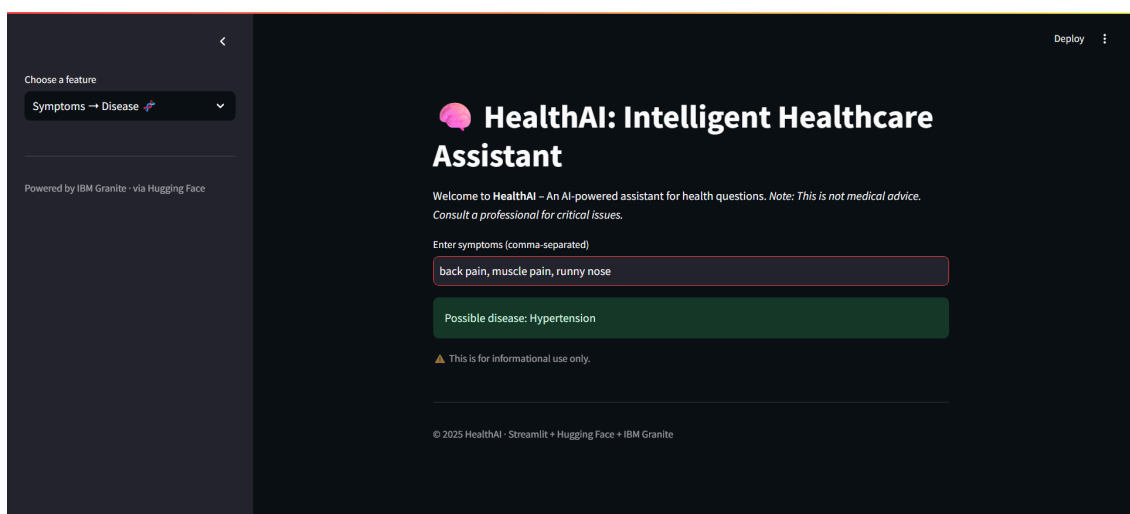 Deploy
Choose a feature
Symptoms → Disease 🧬
Powered by IBM Granite · via Hugging Face
🧠 HealthAI: Intelligent Healthcare
Assistant
Welcome to HealthAI – An AI-powered assistant for health questions. Note: This is not medical advice.
Consult a professional for critical issues.
Enter symptoms (comma-separated)
back pain, muscle pain, runny nose
Possible disease: Hypertension
⚠️ This is for informational use only.
© 2025 HealthAI · Streamlit + Hugging Face + IBM Granite